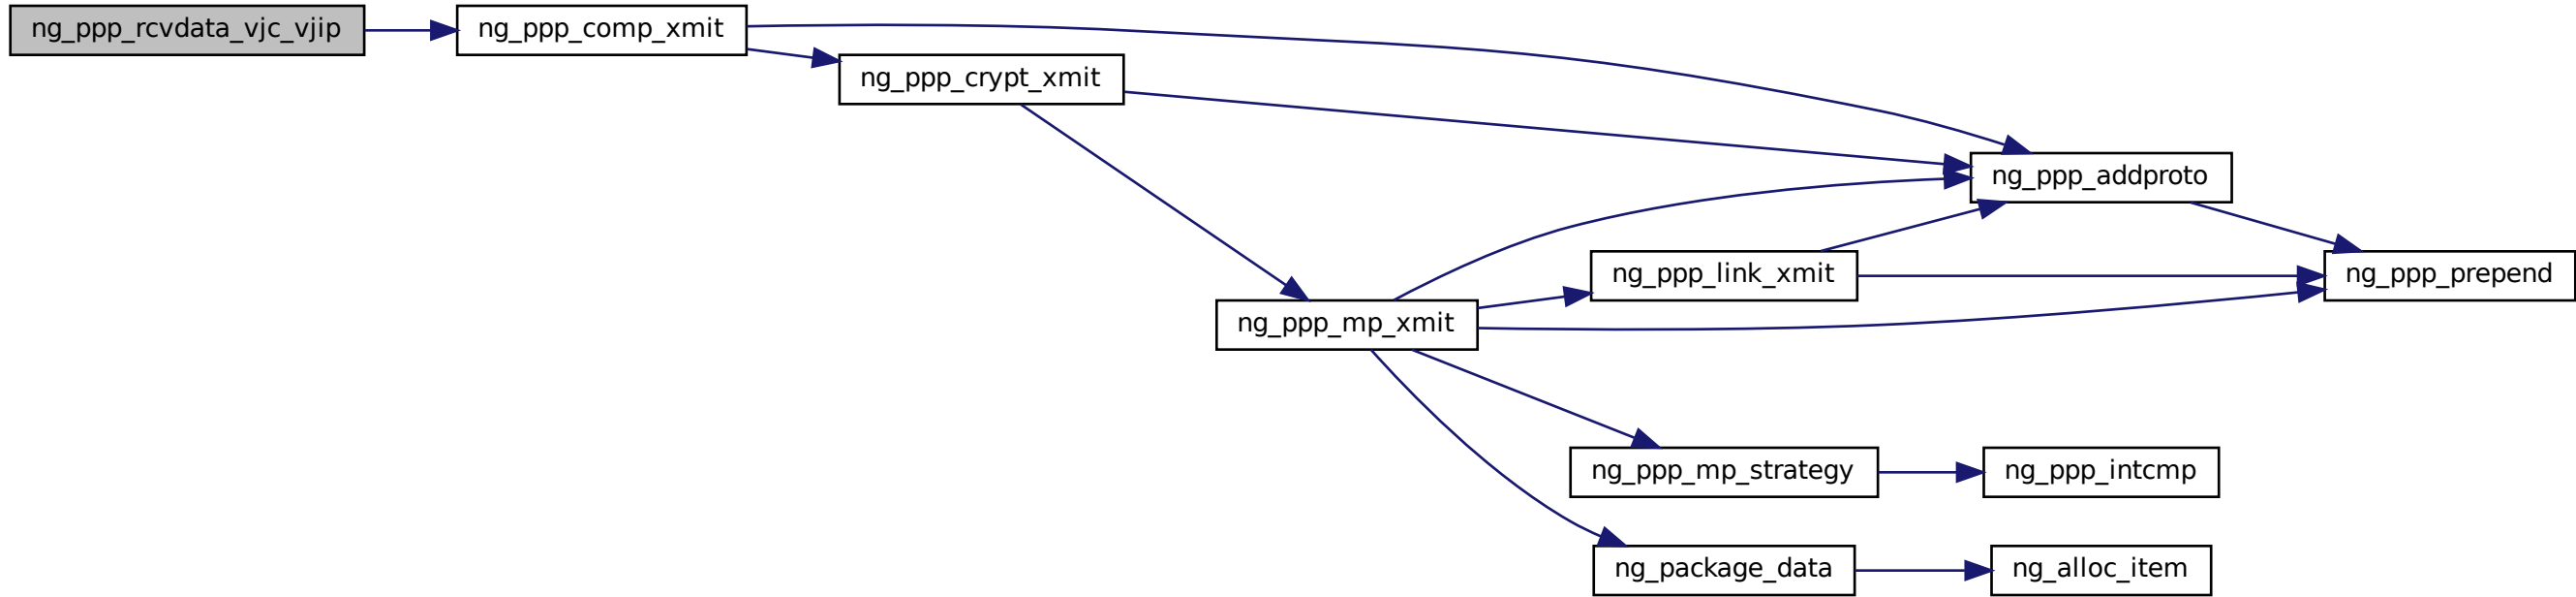 ng_ppp_rcvdata_vjc_vjip
ng_ppp_comp_xmit
ng_ppp_crypt_xmit
ng_ppp_addproto
ng_ppp_link_xmit
ng_ppp_prepend
ng_ppp_mp_xmit
ng_ppp_mp_strategy
ng_ppp_intcmp
ng_package_data
ng_alloc_item